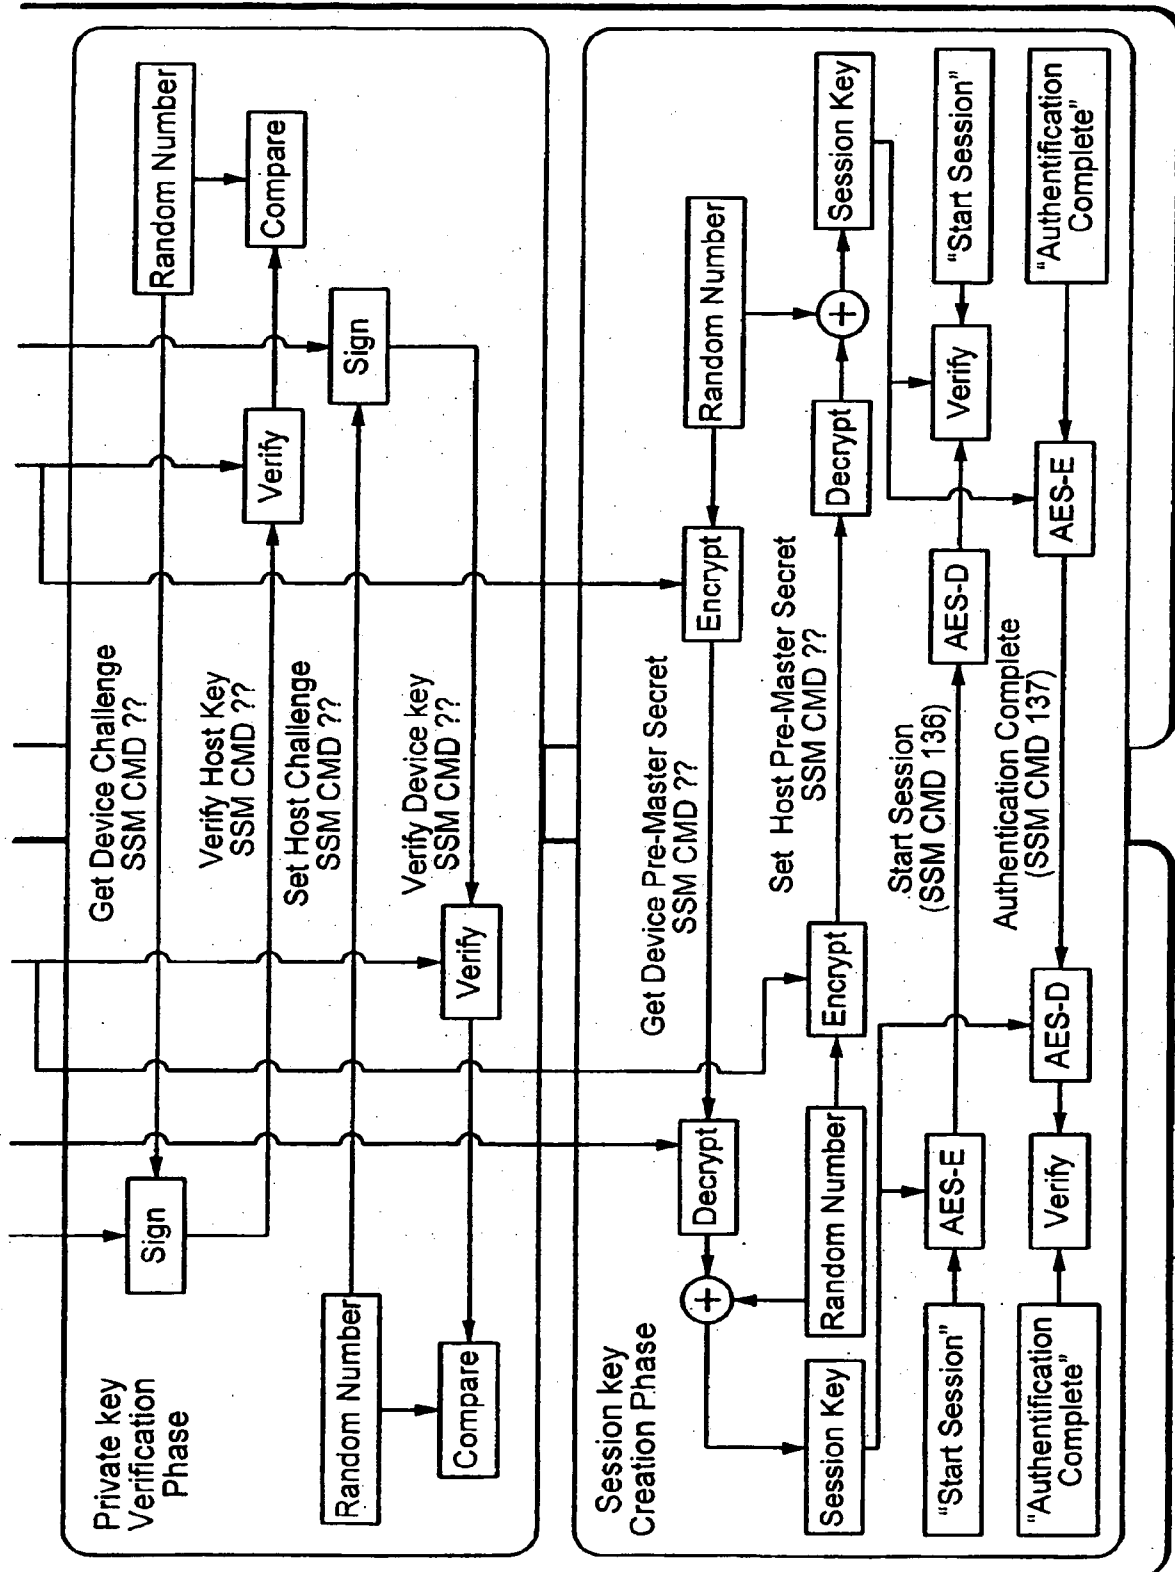 Private key
Verification
Phase
Random Number
Compare
Sign
Verify
Get Device Challenge
SSM CMD ??
Verify Host Key
SSM CMD ??
Set Host Challenge
SSM CMD ??
Verify Device key
SSM CMD ??
Verify
Sign
Random Number
Compare
Session key
Creation Phase
Decrypt
Get Device Pre-Master Secret
SSM CMD ??
Encrypt
Random Number
Random Number
Encrypt
Set Host Pre-Master Secret
SSM CMD ??
Decrypt
Session Key
Session Key
"Start Session"
AES-E
Start Session
(SSM CMD 136)
AES-D
Verify
"Start Session"
"Authentification
Complete"
Verify
AES-D
Authentication Complete
(SSM CMD 137)
AES-E
"Authentification
Complete"